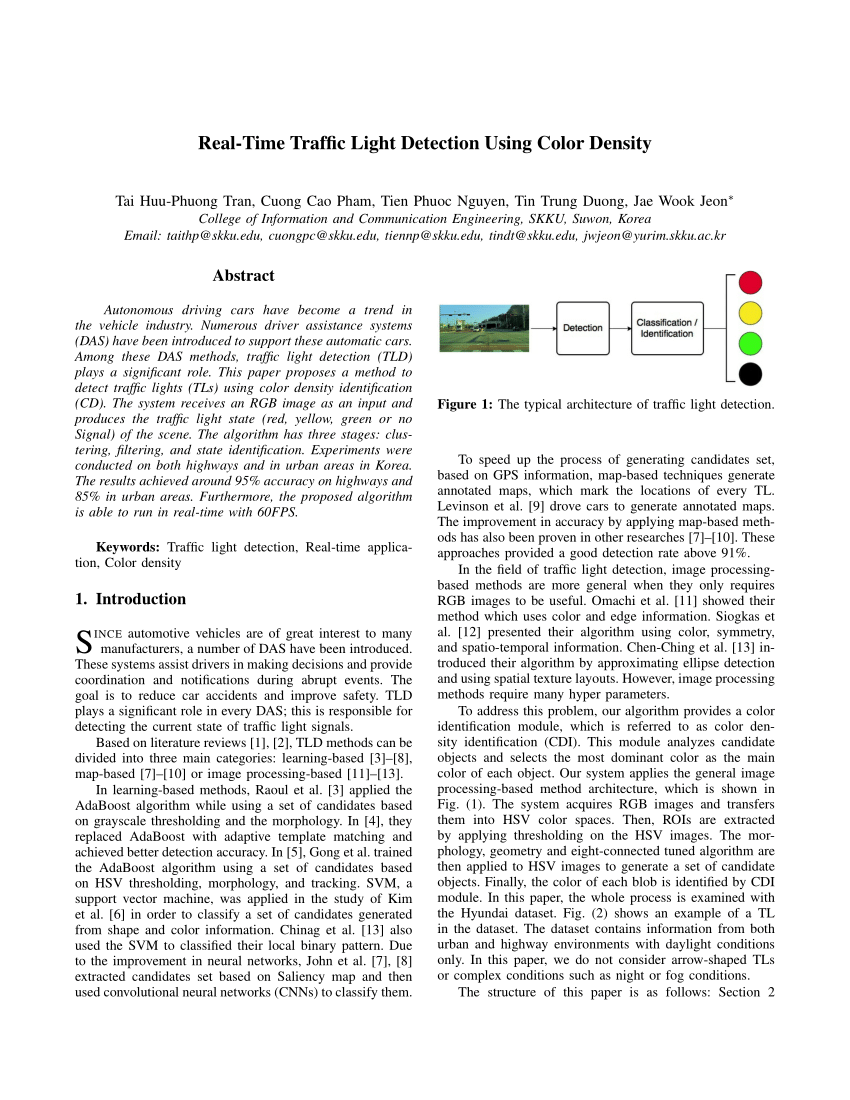 Real-Time Traffic Light Detection Using Color Density
Tai Huu-Phuong Tran, Cuong Cao Pham, Tien Phuoc Nguyen, Tin Trung Duong, Jae Wook Jeon*
College of Information and Communication Engineering, SKKU, Suwon, Korea
Email: taithp@skku.edu, cuongpc@skku.edu, tiennp@skku.edu, tindt@skku.edu, jwjeon@yurim.skku.ac.kr
Abstract
Autonomous driving cars have become a trend in
the vehicle industry. Numerous driver assistance systems
(DAS) have been introduced to support these automatic cars.
Among these DAS methods, traffic light detection (TLD)
plays a significant role. This paper proposes a method to
detect traffic lights (TLs) using color density identification
(CD). The system receives an RGB image as an input and
produces the traffic light state (red, yellow, green or no
Signal) of the scene. The algorithm has three stages: clus-
tering, filtering, and state identification. Experiments were
conducted on both highways and in urban areas in Korea.
The results achieved around 95% accuracy on highways and
85% in urban areas. Furthermore, the proposed algorithm
is able to run in real-time with 60FPS.
Keywords: Traffic light detection, Real-time applica-
tion, Color density
1. Introduction
SINCE automotive vehicles are of great interest to many
manufacturers, a number of DAS have been introduced.
These systems assist drivers in making decisions and provide
coordination and notifications during abrupt events. The
goal is to reduce car accidents and improve safety. TLD
plays a significant role in every DAS; this is responsible for
detecting the current state of traffic light signals.
Based on literature reviews [1], [2], TLD methods can be
divided into three main categories: learning-based [3]–[8],
map-based [7]–[10] or image processing-based [11]–[13].
In learning-based methods, Raoul et al. [3] applied the
AdaBoost algorithm while using a set of candidates based
on grayscale thresholding and the morphology. In [4], they
replaced AdaBoost with adaptive template matching and
achieved better detection accuracy. In [5], Gong et al. trained
the AdaBoost algorithm using a set of candidates based
on HSV thresholding, morphology, and tracking. SVM, a
support vector machine, was applied in the study of Kim
et al. [6] in order to classify a set of candidates generated
from shape and color information. Chinag et al. [13] also
used the SVM to classified their local binary pattern. Due
to the improvement in neural networks, John et al. [7], [8]
extracted candidates set based on Saliency map and then
used convolutional neural networks (CNNs) to classify them.
Detection
Classification /
Identification
Figure 1: The typical architecture of traffic light detection.
To speed up the process of generating candidates set,
based on GPS information, map-based techniques generate
annotated maps, which mark the locations of every TL.
Levinson et al. [9] drove cars to generate annotated maps.
The improvement in accuracy by applying map-based meth-
ods has also been proven in other researches [7]–[10]. These
approaches provided a good detection rate above 91%.
In the field of traffic light detection, image processing-
based methods are more general when they only requires
RGB images to be useful. Omachi et al. [11] showed their
method which uses color and edge information. Siogkas et
al. [12] presented their algorithm using color, symmetry,
and spatio-temporal information. Chen-Ching et al. [13] in-
troduced their algorithm by approximating ellipse detection
and using spatial texture layouts. However, image processing
methods require many hyper parameters.
To address this problem, our algorithm provides a color
identification module, which is referred to as color den-
sity identification (CDI). This module analyzes candidate
objects and selects the most dominant color as the main
color of each object. Our system applies the general image
processing-based method architecture, which is shown in
Fig. (1). The system acquires RGB images and transfers
them into HSV color spaces. Then, ROIs are extracted
by applying thresholding on the HSV images. The mor-
phology, geometry and eight-connected tuned algorithm are
then applied to HSV images to generate a set of candidate
objects. Finally, the color of each blob is identified by CDI
module. In this paper, the whole process is examined with
the Hyundai dataset. Fig. (2) shows an example of a TL
in the dataset. The dataset contains information from both
urban and highway environments with daylight conditions
only. In this paper, we do not consider arrow-shaped TLs
or complex conditions such as night or fog conditions.
The structure of this paper is as follows: Section 2